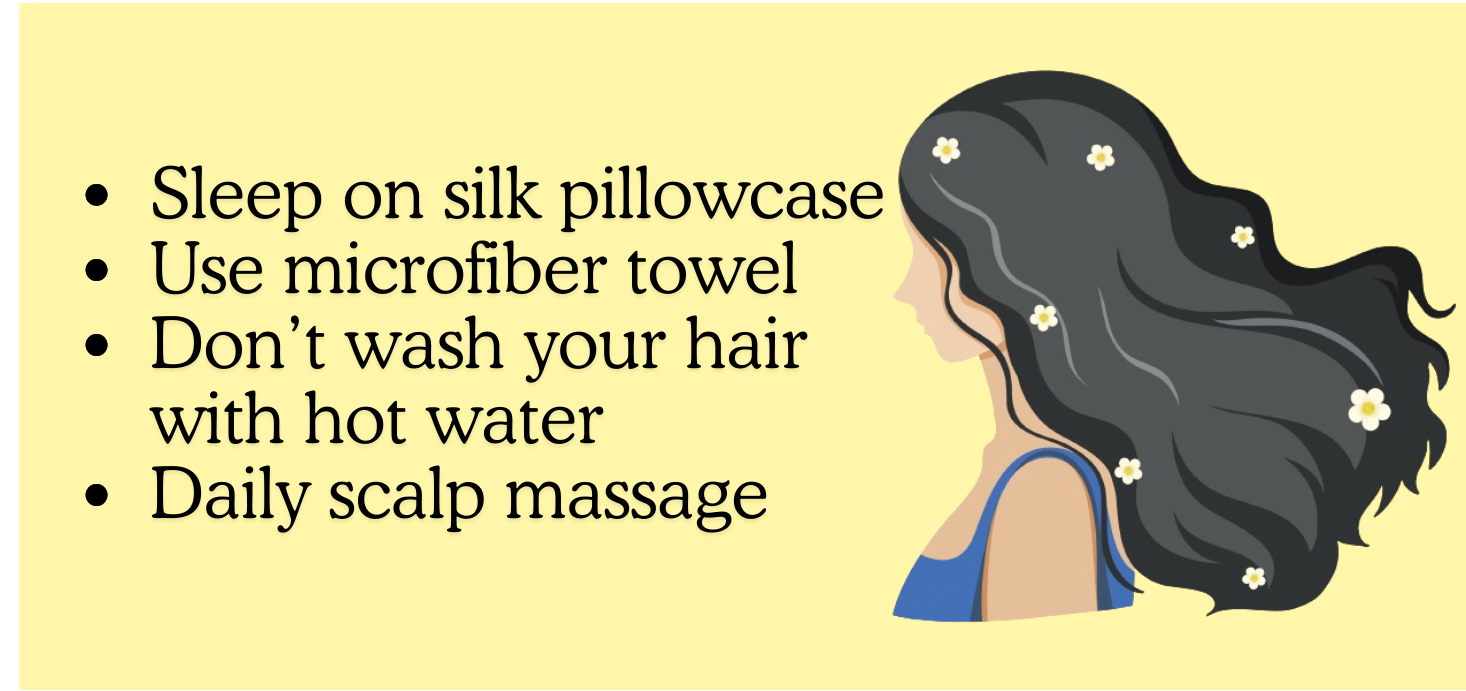 • Sleep on silk pillowcase
• Use microfiber towel
• Don’t wash your hair
with hot water
• Daily scalp massage